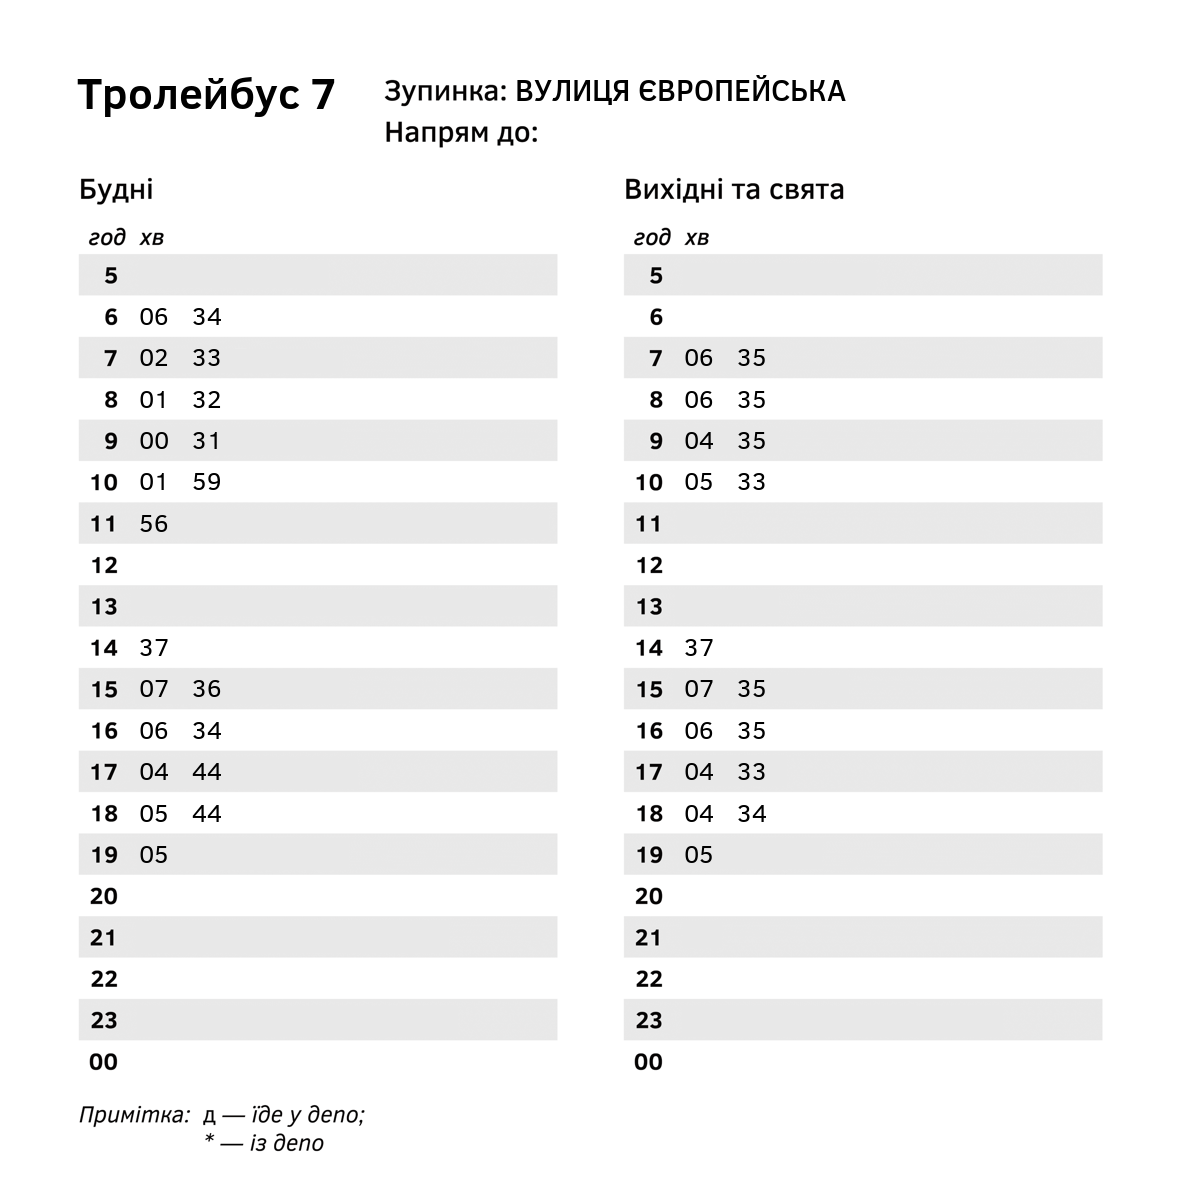 Тролейбус 7
Зупинка: ВУЛИЦЯ ЄВРОПЕЙСЬКА
Напрям до:
Будні
год хв
5
6 06 34
7 02 33
8 01 32
9 00 31
10 01 59
11 56
12
13
14 37
15 07 36
16 06 34
17 04 44
18 05 44
19 05
20
21
22
23
00
Вихідні та свята
год хв
5
6
7 06 35
8 06 35
9 04 35
10 05 33
11
12
13
14 37
15 07 35
16 06 35
17 04 33
18 04 34
19 05
20
21
22
23
00
Примітка: д — їде у депо;
* — із депо